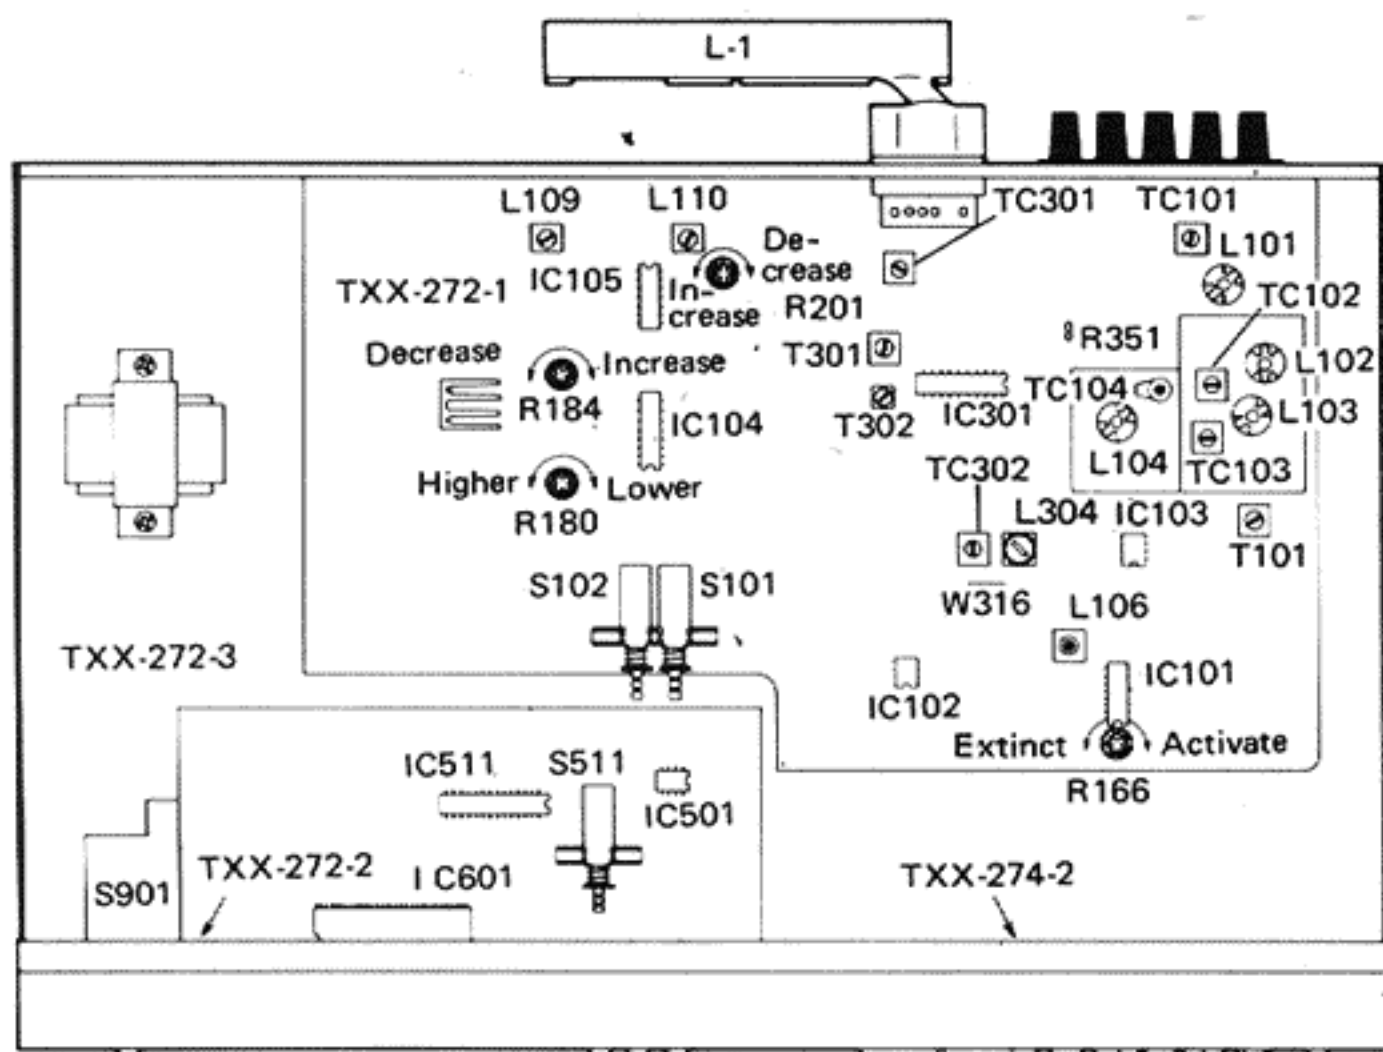 L-1
L109
L110
De-
crease
TC301
TC101
L101
TXX-272-1
IC105
In-
crease
R201
TC102
Decrease
Increase
T301
R351
L102
R184
IC104
T302
IC301
TC104
L103
Higher
Lower
TC302
L104
TC103
R180
L304
IC103
T101
S102
S101
W316
L106
TXX-272-3
IC102
IC101
Extinct
Activate
R166
IC511
S511
IC501
S901
TXX-272-2
I C601
TXX-274-2